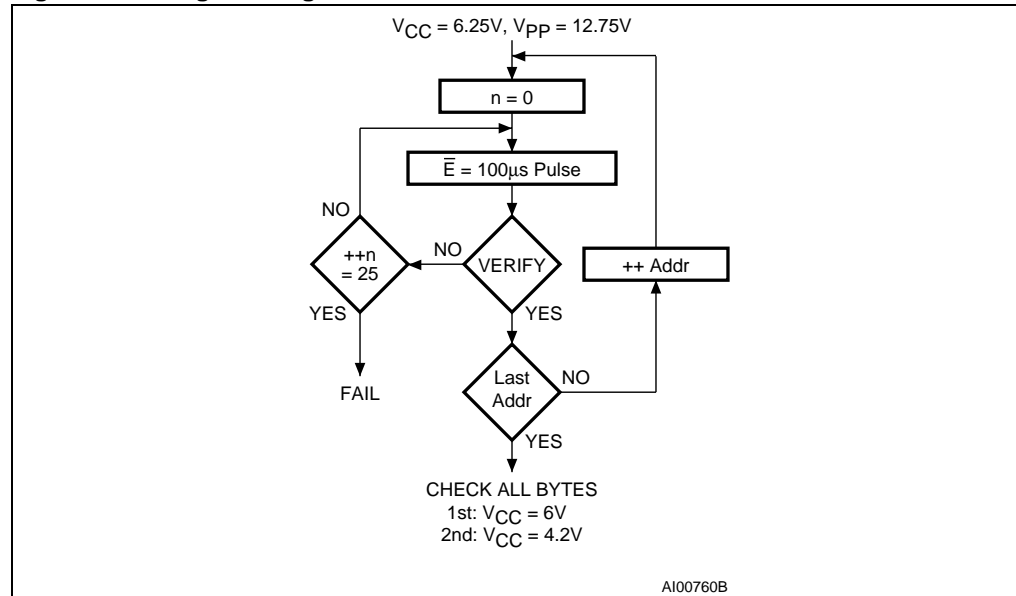 VCC = 6.25V, VPP = 12.75V
n = 0
E̅ = 100μs Pulse
NO
++n
= 25
NO
VERIFY
++ Addr
YES
YES
FAIL
Last
Addr
NO
YES
CHECK ALL BYTES
1st: VCC = 6V
2nd: VCC = 4.2V
AI00760B